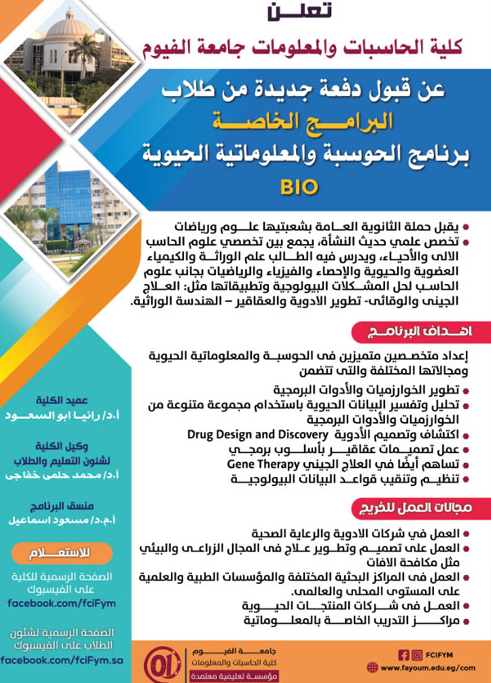 تعلن
كلية الحاسبات والمعلومات جامعة الفيوم
عن قبول دفعة جديدة من طلاب
البرامج الخاصة
برنامج الحوسبة والمعلوماتية الحيوية
BIO
يقبل حملة الثانوية العامة بشعبتيها علوم ورياضات
تخصص علمي حديث النشأة، يجمع بين تخصصي علوم الحاسب
الالى والأحياء، ويدرس فيه الطالب علم الوراثة والكيمياء
العضوية والحيوية والإحصاء والفيزياء والرياضيات بجانب علوم
الحاسب لحل المشكلات البيولوجية وتطبيقاتها مثل: العلاج
الجينى والوقائى- تطوير الادوية والعقاقير – الهندسة الوراثية.
اهداف البرنامج
إعداد متخصصين متميزين فى الحوسبة والمعلوماتية الحيوية
ومجالاتها المختلفة والتى تتضمن
تطوير الخوارزميات والأدوات البرمجية
تحليل وتفسير البيانات الحيوية باستخدام مجموعة متنوعة من
الخوارزميات والأدوات البرمجية
اكتشاف وتصميم الأدوية Drug Design and Discovery
عمل تصميمات عقاقير بأسلوب برمجي
تساهم أيضًا في العلاج الجيني Gene Therapy
تنظيم وتنقيب قواعد البيانات البيولوجية
مجالات العمل للخريج
العمل في شركات الادوية والرعاية الصحية
العمل على تصميم وتطوير علاج فى المجال الزراعى والبيئي
مثل مكافحة الافات
العمل فى المراكز البحثية المختلفة والمؤسسات الطبية والعلمية
على المستوى المحلى والعالمى.
العمل فى شركات المنتجات الحيوية
مراكز التدريب الخاصة بالمعلوماتية
عميد الكلية
أ.د/ رانيا ابو السعود
وكيل الكلية
لشئون التعليم والطلاب
أ.د/ محمد حلمى خفاجى
منسق البرنامج
أ.م.د/ مسعود اسماعيل
للاستعلام
الصفحة الرسمية للكلية
على الفيسبوك
facebook.com/fciFym
الصفحة الرسمية لشئون
الطلاب على الفيسبوك
facebook.com/fciFym.sa
جامعة الفيوم
كلية الحاسبات والمعلومات
مؤسسة تعليمية معتمدة
FCIFYM
www.fayoum.edu.eg/com